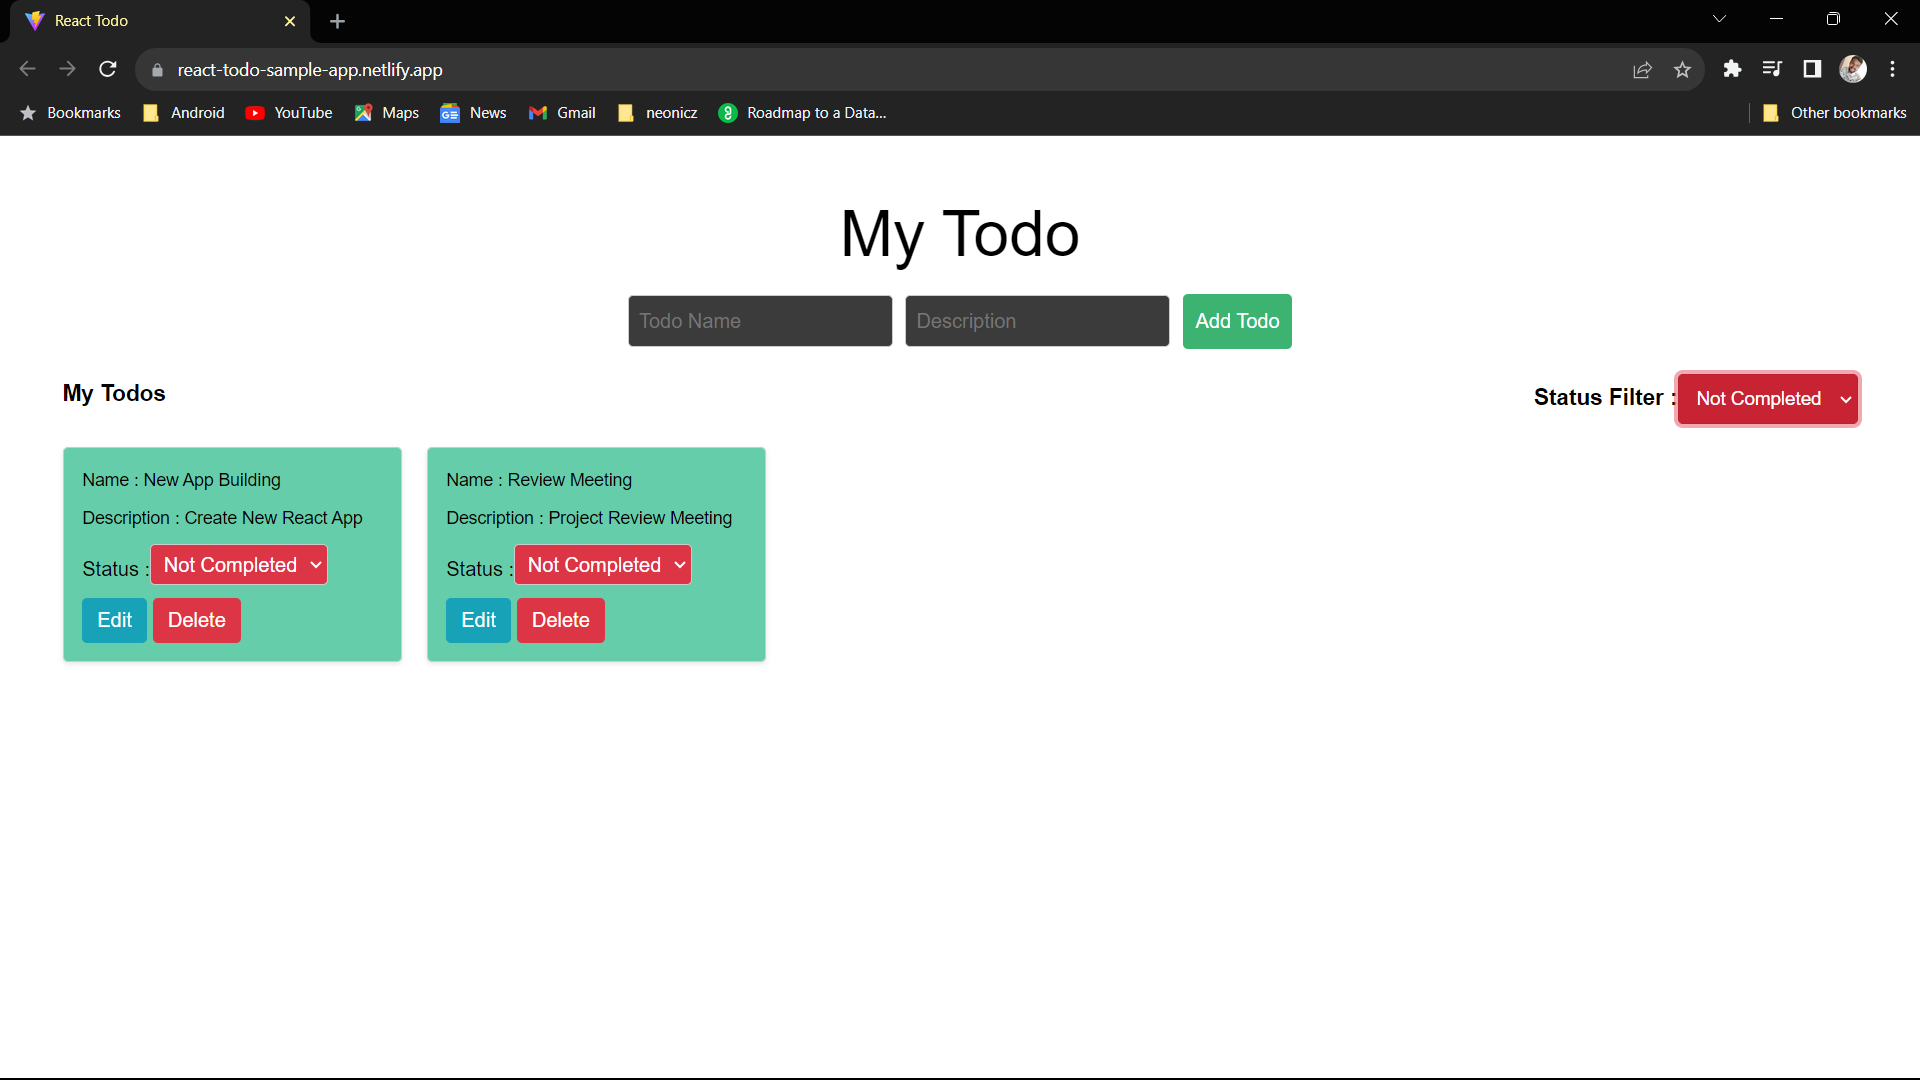 React Todo
react-todo-sample-app.netlify.app
Bookmarks Android YouTube Maps News Gmail neonicz Roadmap to a Data... Other bookmarks
My Todo
Todo Name Description Add Todo
My Todos Status Filter : Not Completed
Name : New App Building
Description : Create New React App
Status : Not Completed
Edit Delete
Name : Review Meeting
Description : Project Review Meeting
Status : Not Completed
Edit Delete